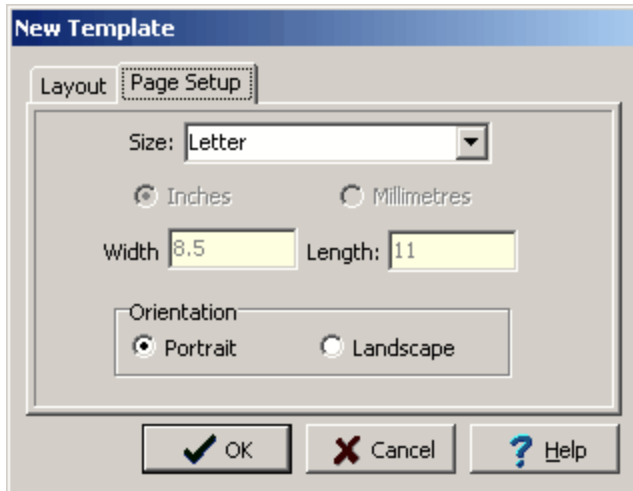 New Template
Layout Page Setup
Size: Letter
Inches Millimetres
Width 8.5 Length: 11
Orientation
Portrait Landscape
OK Cancel Help